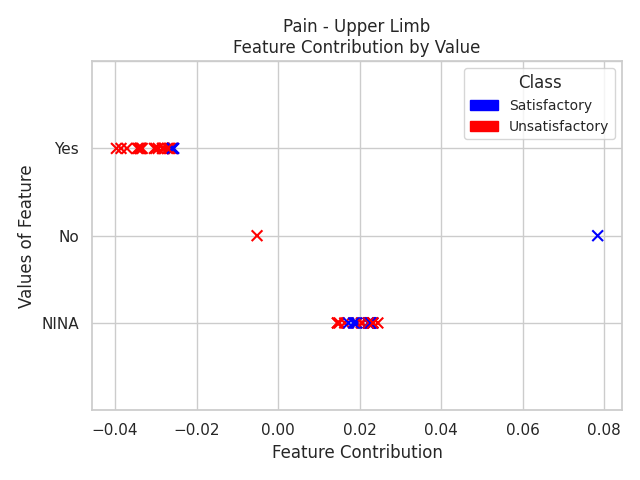 Pain - Upper Limb
Feature Contribution by Value
Class
Satisfactory
Unsatisfactory
Values of Feature
Yes
No
NINA
−0.04 −0.02 0.00 0.02 0.04 0.06 0.08
Feature Contribution